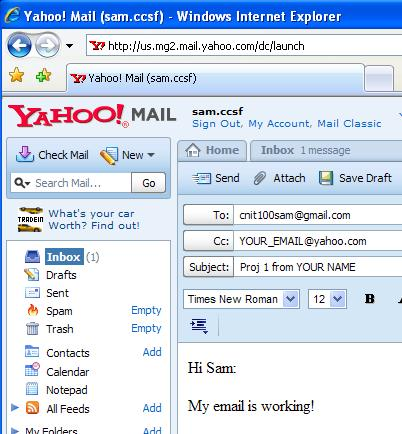 Yahoo! Mail (sam.ccsf) - Windows Internet Explorer
http://us.mg2.mail.yahoo.com/dc/launch
Yahoo! Mail (sam.ccsf)
YAHOO! MAIL
sam.ccsf
Sign Out, My Account, Mail Classic
Check Mail New
Search Mail... Go
TRADEIN
What's your car
Worth? Find out!
Inbox (1)
Drafts
Sent
Spam Empty
Trash Empty
Contacts Add
Calendar
Notepad
All Feeds Add
My Folders
Home Inbox 1 message
Send Attach Save Draft
To: cnit100sam@gmail.com
Cc: YOUR_EMAIL@yahoo.com
Subject: Proj 1 from YOUR NAME
Times New Roman 12 B
Hi Sam:
My email is working!